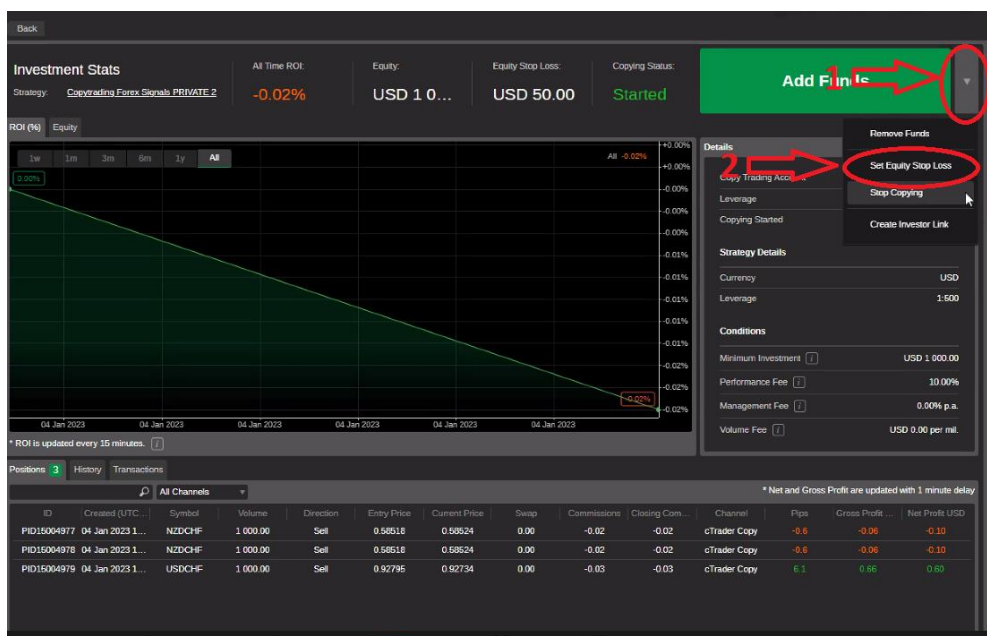 Back
Investment Stats
Strategy: Copytrading Forex Signals PRIVATE 2
All Time ROI:
-0.02%
Equity:
USD 1 0...
Equity Stop Loss:
USD 50.00
Copying Status:
Started
Add Funds
1
Remove Funds
2
Set Equity Stop Loss
Stop Copying
Create Investor Link
ROI (%) Equity
1w 1m 3m 6m 1y All
All -0.02%
0.00%
+0.00%
+0.00%
-0.00%
-0.00%
-0.00%
-0.01%
-0.01%
-0.01%
-0.01%
-0.01%
-0.02%
-0.02%
-0.02%
-0.02%
04 Jan 2023 04 Jan 2023 04 Jan 2023 04 Jan 2023 04 Jan 2023 04 Jan 2023
* ROI is updated every 15 minutes. i
Details
Copy Trading Account
Leverage
Copying Started
Strategy Details
Currency USD
Leverage 1:500
Conditions
Minimum Investment i USD 1 000.00
Performance Fee i 10.00%
Management Fee i 0.00% p.a.
Volume Fee i USD 0.00 per mil.
Positions 3 History Transactions
All Channels
* Net and Gross Profit are updated with 1 minute delay
ID Created (UTC... Symbol Volume Direction Entry Price Current Price Swap Commissions Closing Com... Channel Pips Gross Profit ... Net Profit USD
PID15004977 04 Jan 2023 1... NZDCHF 1 000.00 Sell 0.58518 0.58524 0.00 -0.02 -0.02 cTrader Copy -0.6 -0.06 -0.10
PID15004978 04 Jan 2023 1... NZDCHF 1 000.00 Sell 0.58518 0.58524 0.00 -0.02 -0.02 cTrader Copy -0.6 -0.06 -0.10
PID15004979 04 Jan 2023 1... USDCHF 1 000.00 Sell 0.92795 0.92734 0.00 -0.03 -0.03 cTrader Copy 6.1 0.66 0.60